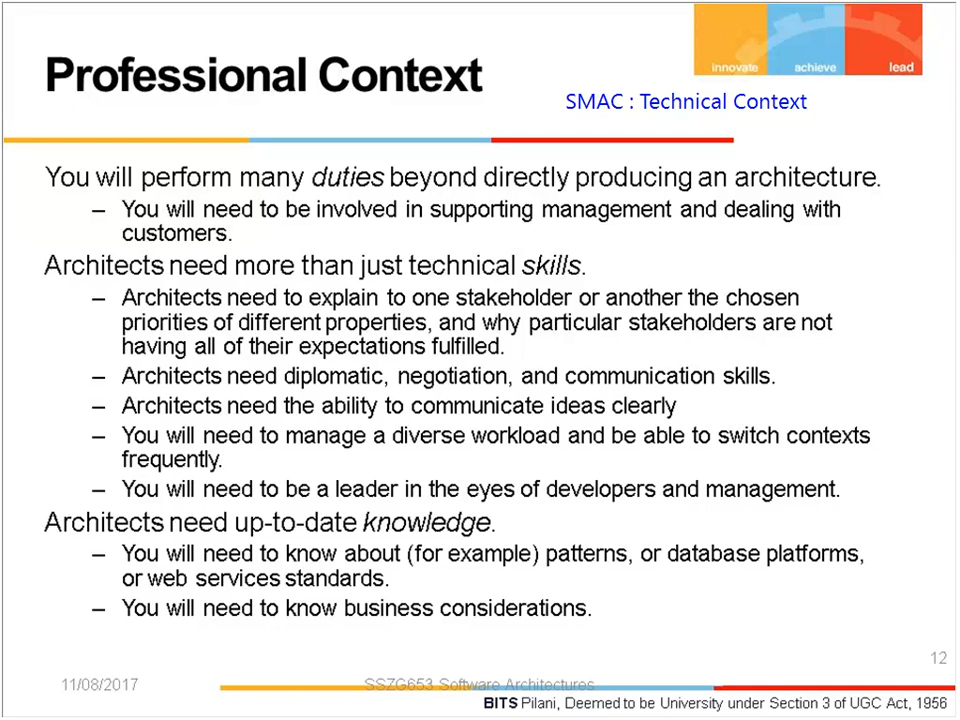 innovate achieve lead
Professional Context
SMAC : Technical Context
You will perform many duties beyond directly producing an architecture.
– You will need to be involved in supporting management and dealing with
customers.
Architects need more than just technical skills.
– Architects need to explain to one stakeholder or another the chosen
priorities of different properties, and why particular stakeholders are not
having all of their expectations fulfilled.
– Architects need diplomatic, negotiation, and communication skills.
– Architects need the ability to communicate ideas clearly
– You will need to manage a diverse workload and be able to switch contexts
frequently.
– You will need to be a leader in the eyes of developers and management.
Architects need up-to-date knowledge.
– You will need to know about (for example) patterns, or database platforms,
or web services standards.
– You will need to know business considerations.
12
11/08/2017 SSZG653 Software Architectures
BITS Pilani, Deemed to be University under Section 3 of UGC Act, 1956